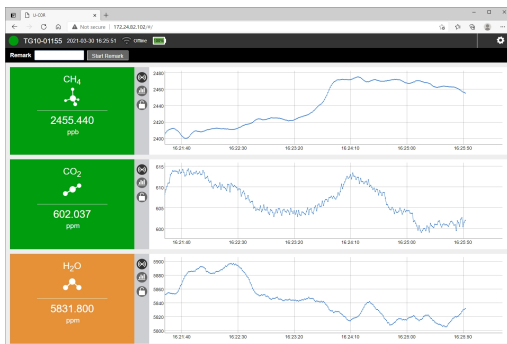 LI-COR
Not secure | 172.24.62.102/#/
TG10-01155 2021-03-30 16:25:51 Offline 100%
Remark Start Remark
CH4
2455.440
ppb
2480
2460
2440
2420
2400
16:21:40 16:22:30 16:23:20 16:24:10 16:25:00 16:25:50
CO2
602.037
ppm
615
610
600
16:21:40 16:22:30 16:23:20 16:24:10 16:25:00 16:25:50
H2O
5831.800
ppm
5900
5880
5860
5840
5820
5800
16:21:40 16:22:30 16:23:20 16:24:10 16:25:00 16:25:50